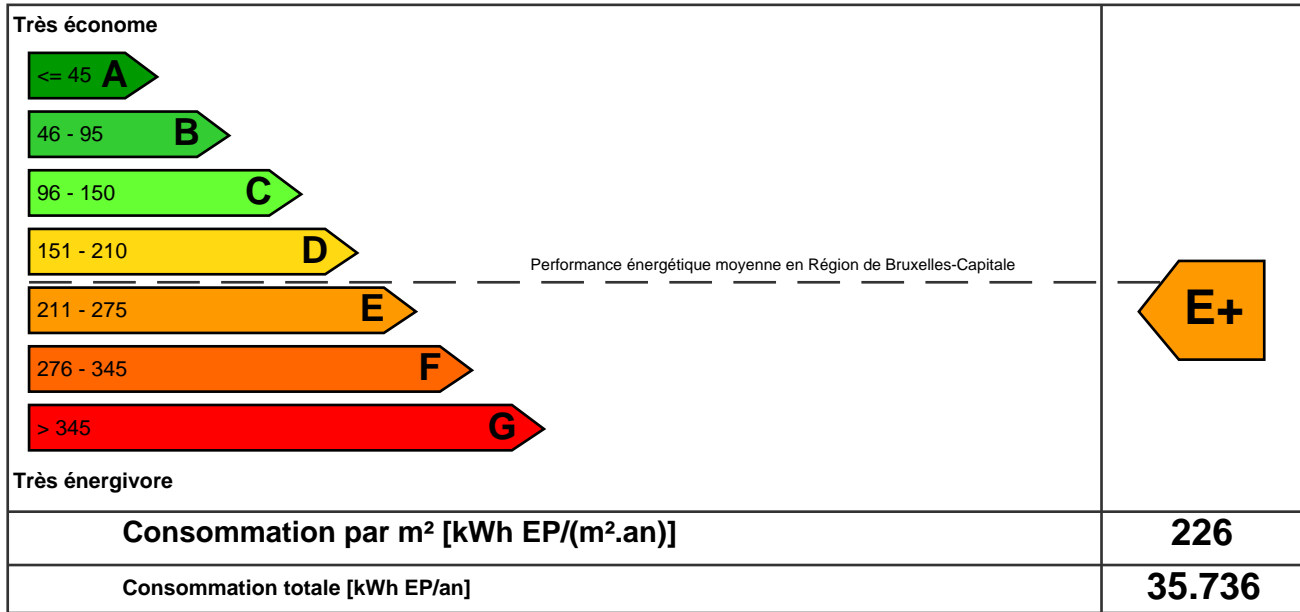 Très économe
<= 45 A
46 - 95 B
96 - 150 C
151 - 210 D
Performance énergétique moyenne en Région de Bruxelles-Capitale
211 - 275 E
E+
276 - 345 F
> 345 G
Très énergivore
Consommation par m² [kWh EP/(m².an)] 226
Consommation totale [kWh EP/an] 35.736